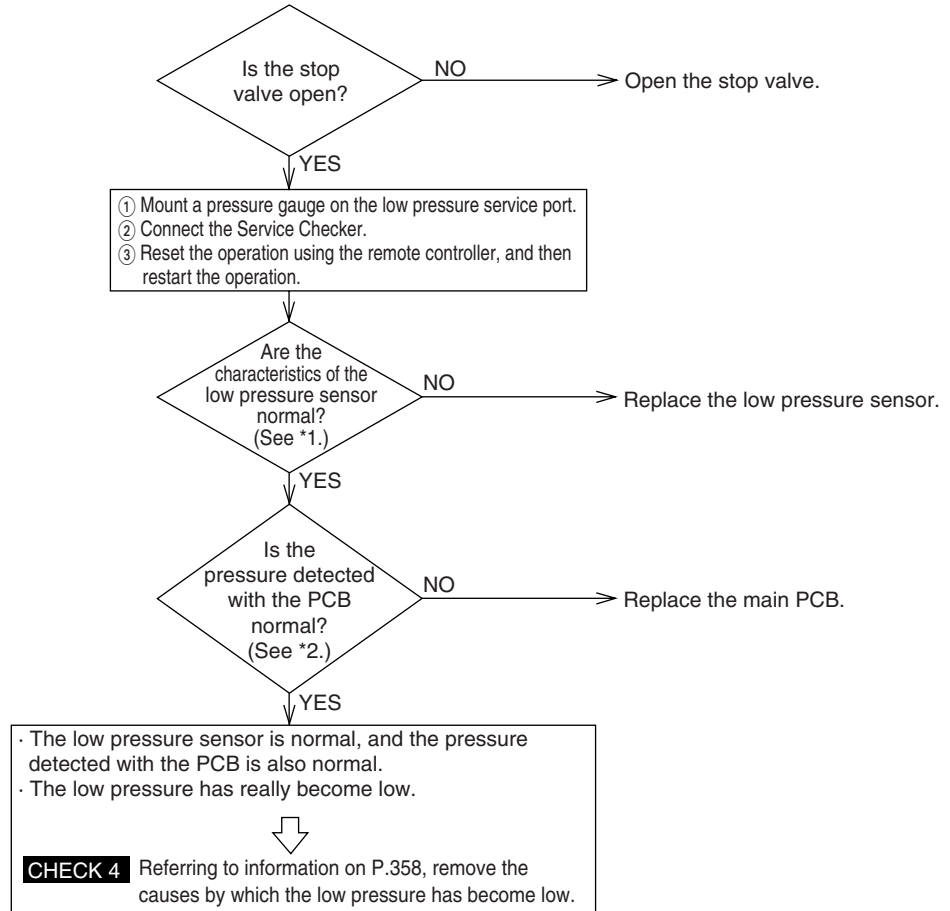 Is the stop
valve open?
NO
Open the stop valve.
YES
① Mount a pressure gauge on the low pressure service port.
② Connect the Service Checker.
③ Reset the operation using the remote controller, and then
restart the operation.
Are the
characteristics of the
low pressure sensor
normal?
(See *1.)
NO
Replace the low pressure sensor.
YES
Is the
pressure detected
with the PCB
normal?
(See *2.)
NO
Replace the main PCB.
YES
· The low pressure sensor is normal, and the pressure
detected with the PCB is also normal.
· The low pressure has really become low.
CHECK 4 Referring to information on P.358, remove the
causes by which the low pressure has become low.